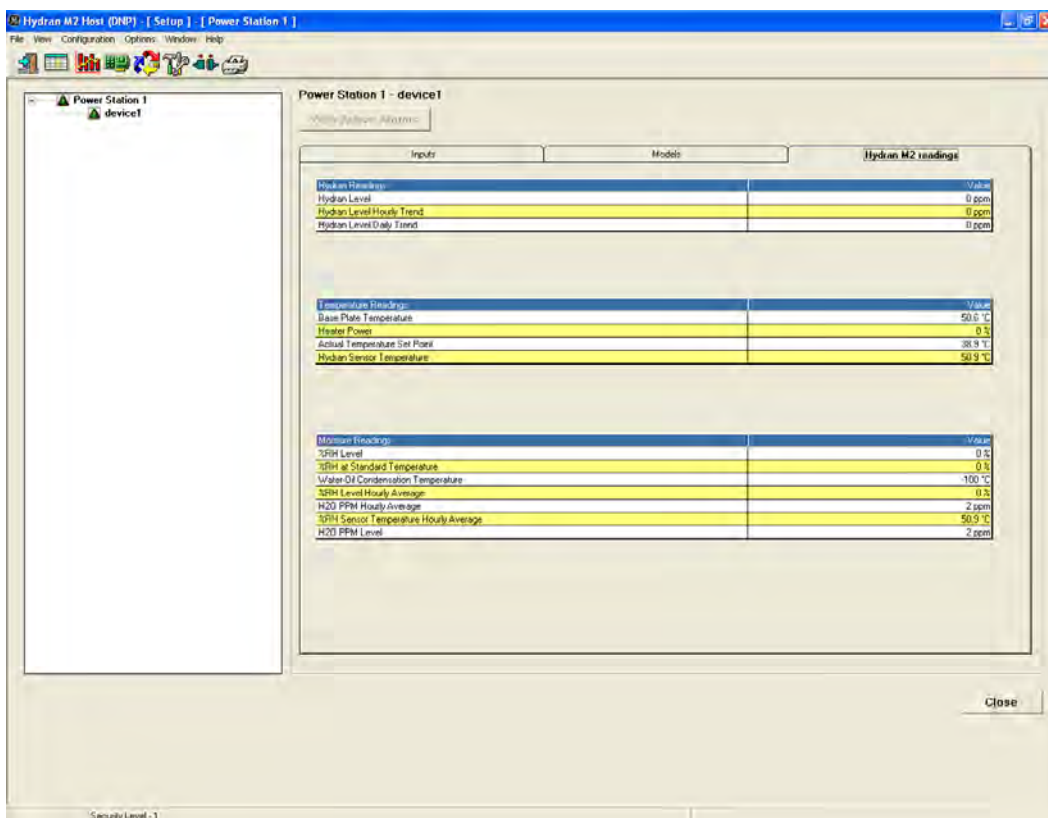 Hydran M2 Host (DNP) - [ Setup ] - [ Power Station 1 ]
File View Configuration Options Window Help
Power Station 1
device1
Power Station 1 - device1
View Active Alarms
Inputs Models Hydran M2 readings
Hydran Readings Value
Hydran Level 0 ppm
Hydran Level Hourly Trend 0 ppm
Hydran Level Daily Trend 0 ppm
Temperature Readings Value
Base Plate Temperature 50.6 °C
Heater Power 0 %
Actual Temperature Set Point 38.9 °C
Hydran Sensor Temperature 50.9 °C
Moisture Readings Value
%RH Level 0 %
%RH at Standard Temperature 0 %
Water-Oil Condensation Temperature -100 °C
%RH Level Hourly Average 0 %
H2O PPM Hourly Average 2 ppm
%RH Sensor Temperature Hourly Average 50.9 °C
H2O PPM Level 2 ppm
Close
Security Level - 1